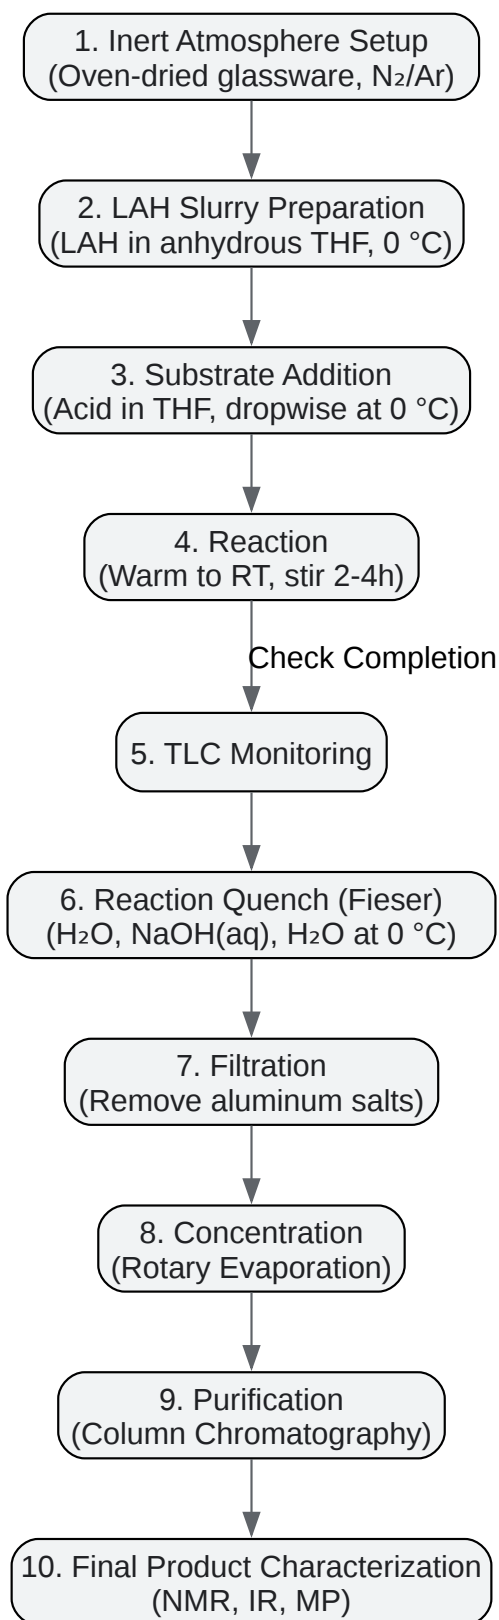 1. Inert Atmosphere Setup
(Oven-dried glassware, N₂/Ar)
2. LAH Slurry Preparation
(LAH in anhydrous THF, 0 °C)
3. Substrate Addition
(Acid in THF, dropwise at 0 °C)
4. Reaction
(Warm to RT, stir 2-4h)
Check Completion
5. TLC Monitoring
6. Reaction Quench (Fieser)
(H₂O, NaOH(aq), H₂O at 0 °C)
7. Filtration
(Remove aluminum salts)
8. Concentration
(Rotary Evaporation)
9. Purification
(Column Chromatography)
10. Final Product Characterization
(NMR, IR, MP)